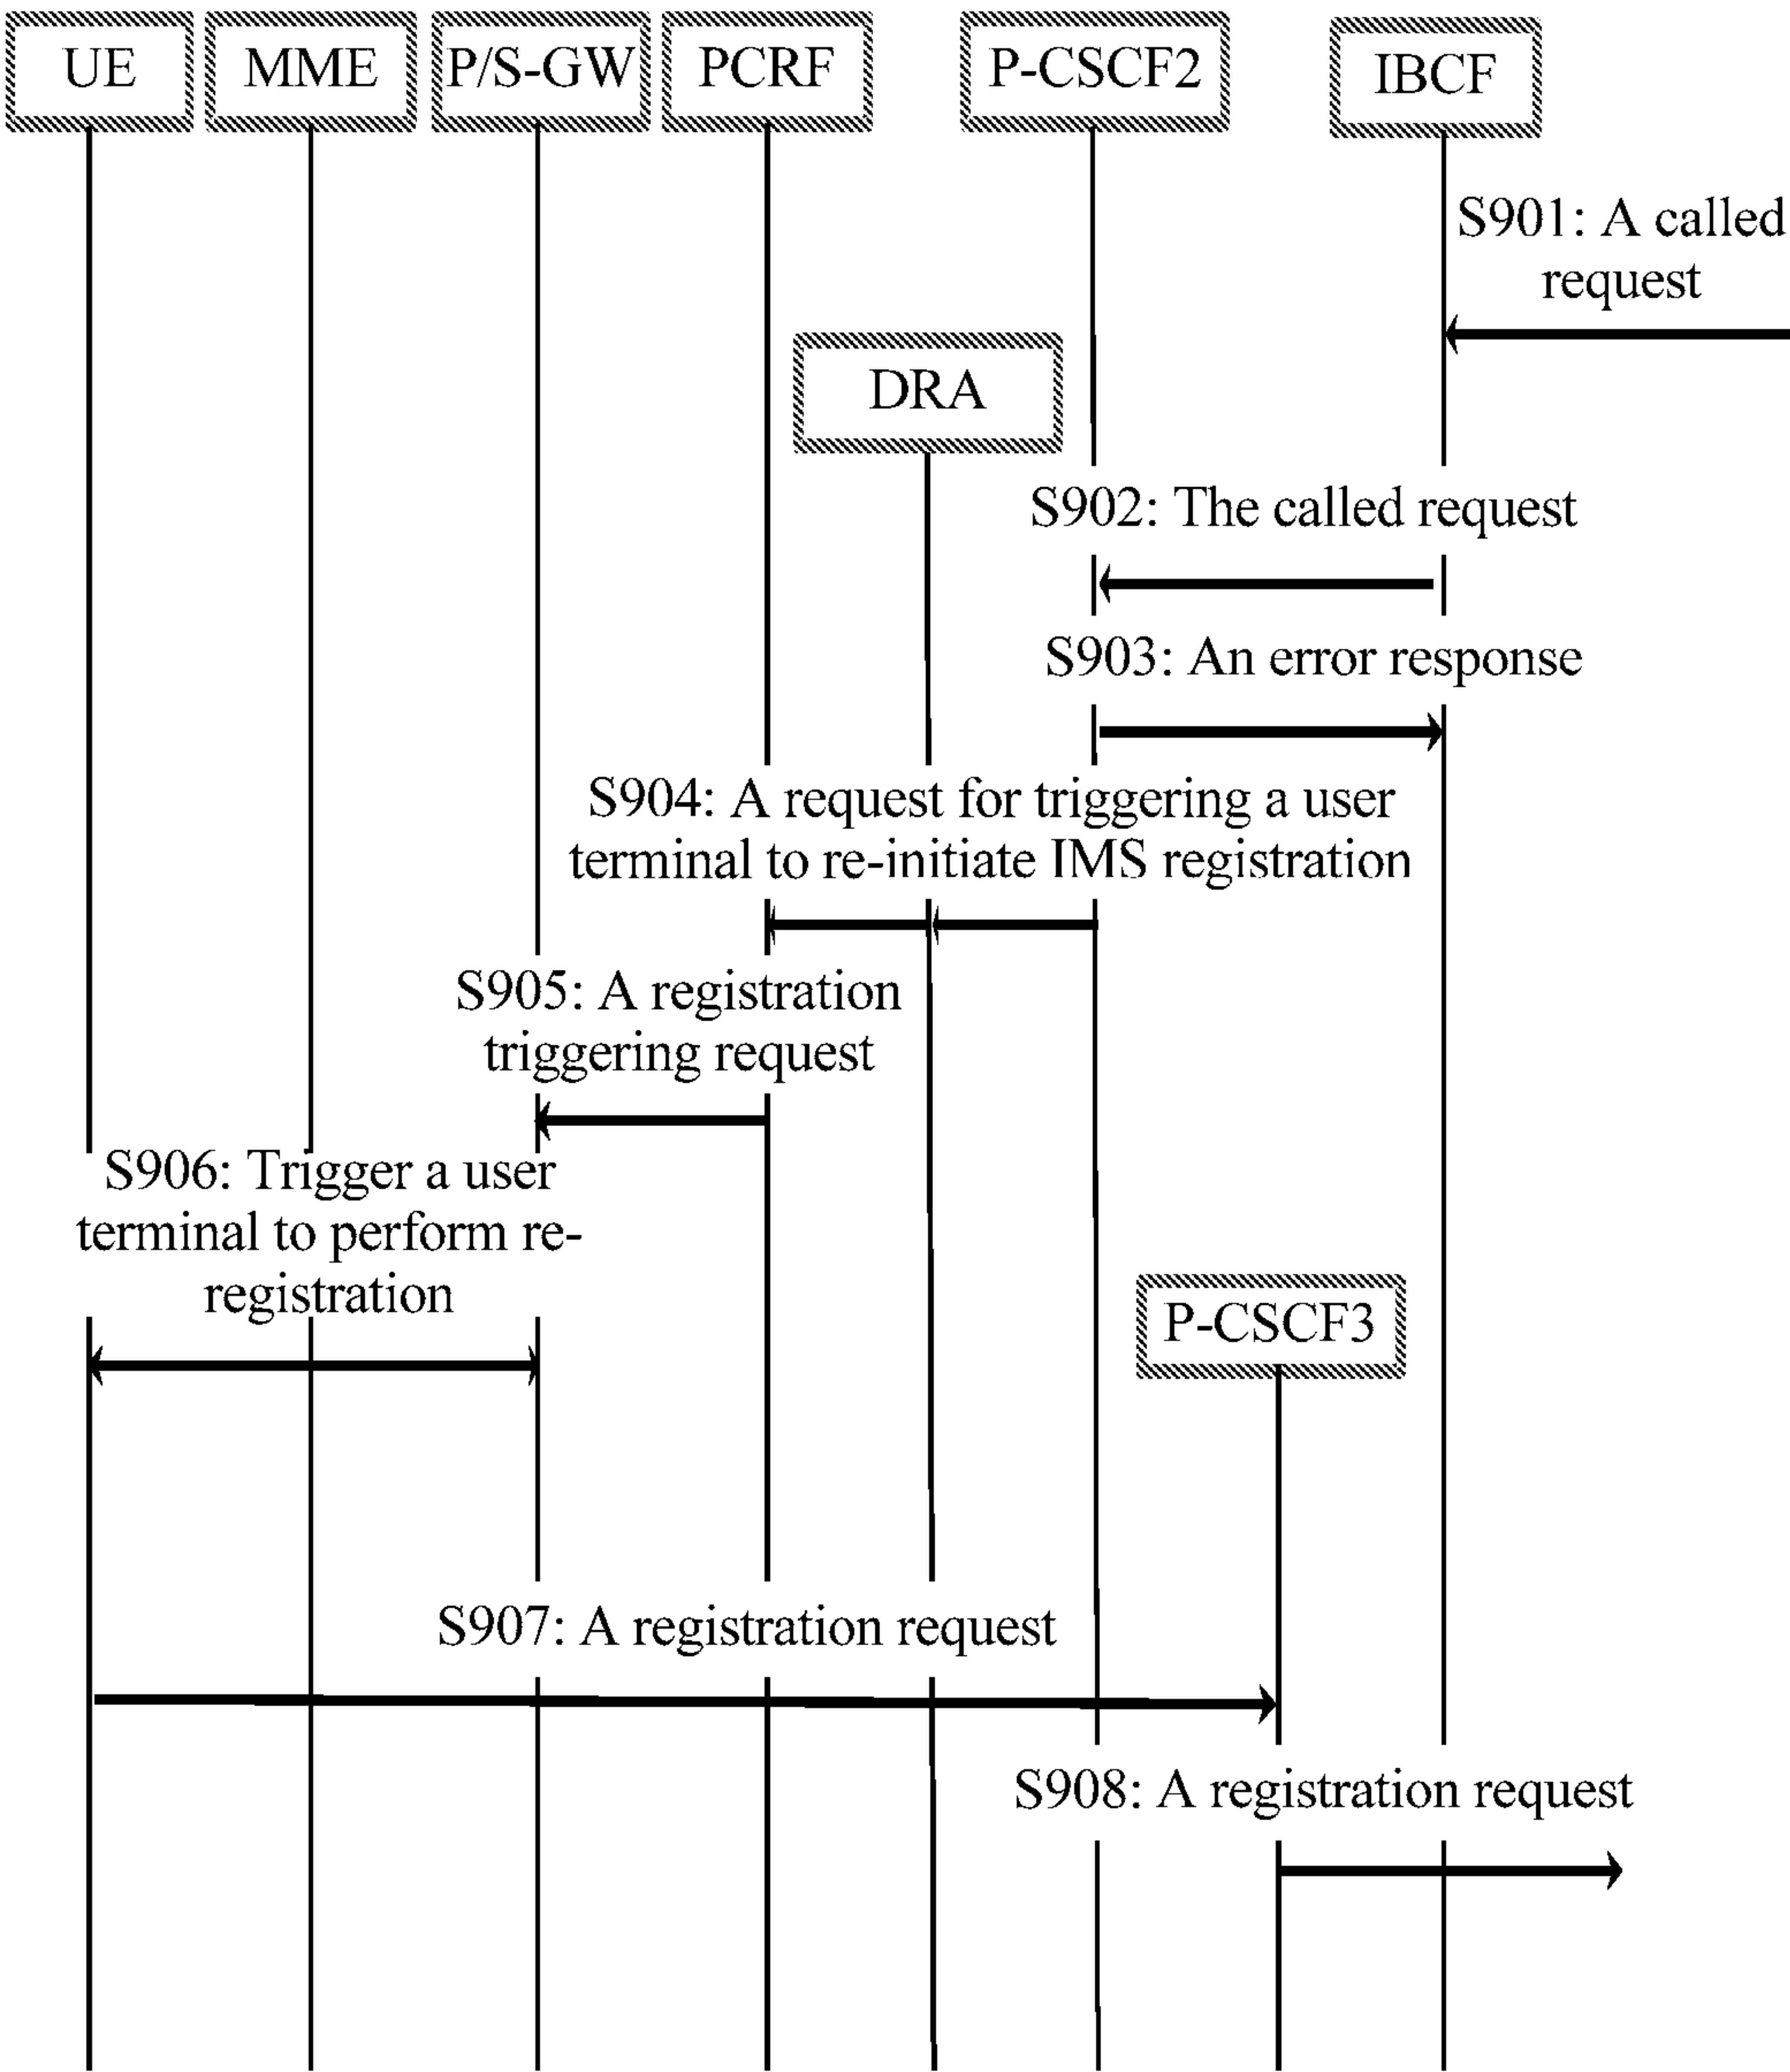 UE
MME
P/S-GW
PCRF
P-CSCF2
IBCF
S901: A called
request
DRA
S902: The called request
S903: An error response
S904: A request for triggering a user
terminal to re-initiate IMS registration
S905: A registration
triggering request
S906: Trigger a user
terminal to perform re-
registration
P-CSCF3
S907: A registration request
S908: A registration request